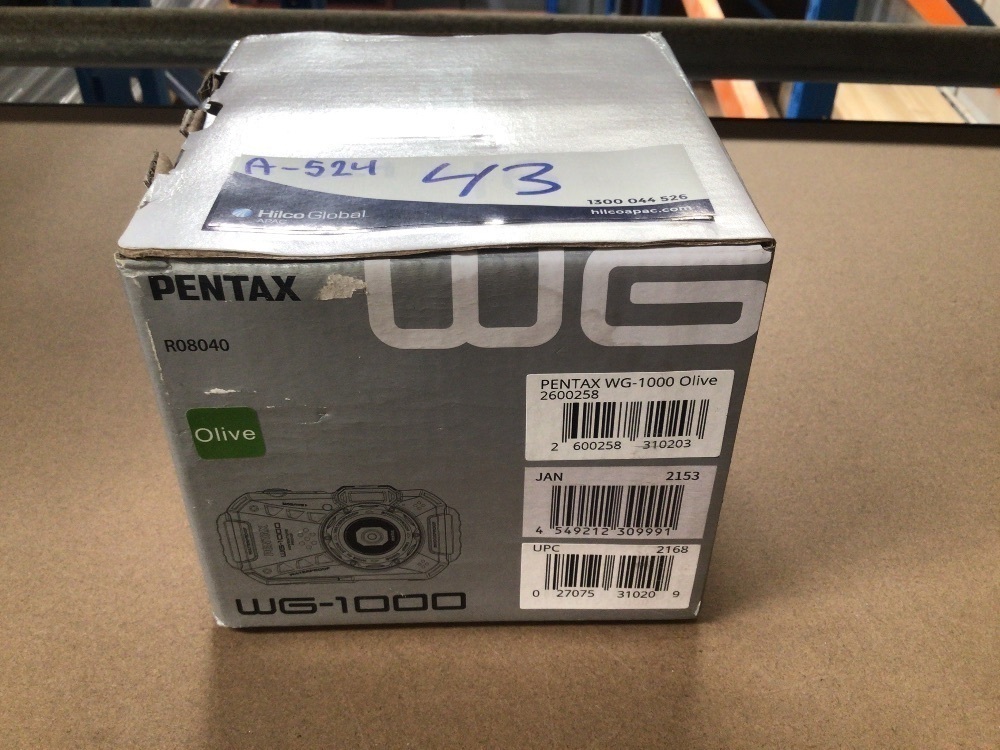 A-524 43
1300 044 526
Hilco Global
APAC
hilcoapac.com
PENTAX
WG
R08040
PENTAX WG-1000 Olive
2600258
2 600258 310203
Olive
JAN 2153
4 549212 309991
UPC 2168
0 27075 31020 9
WG-1000